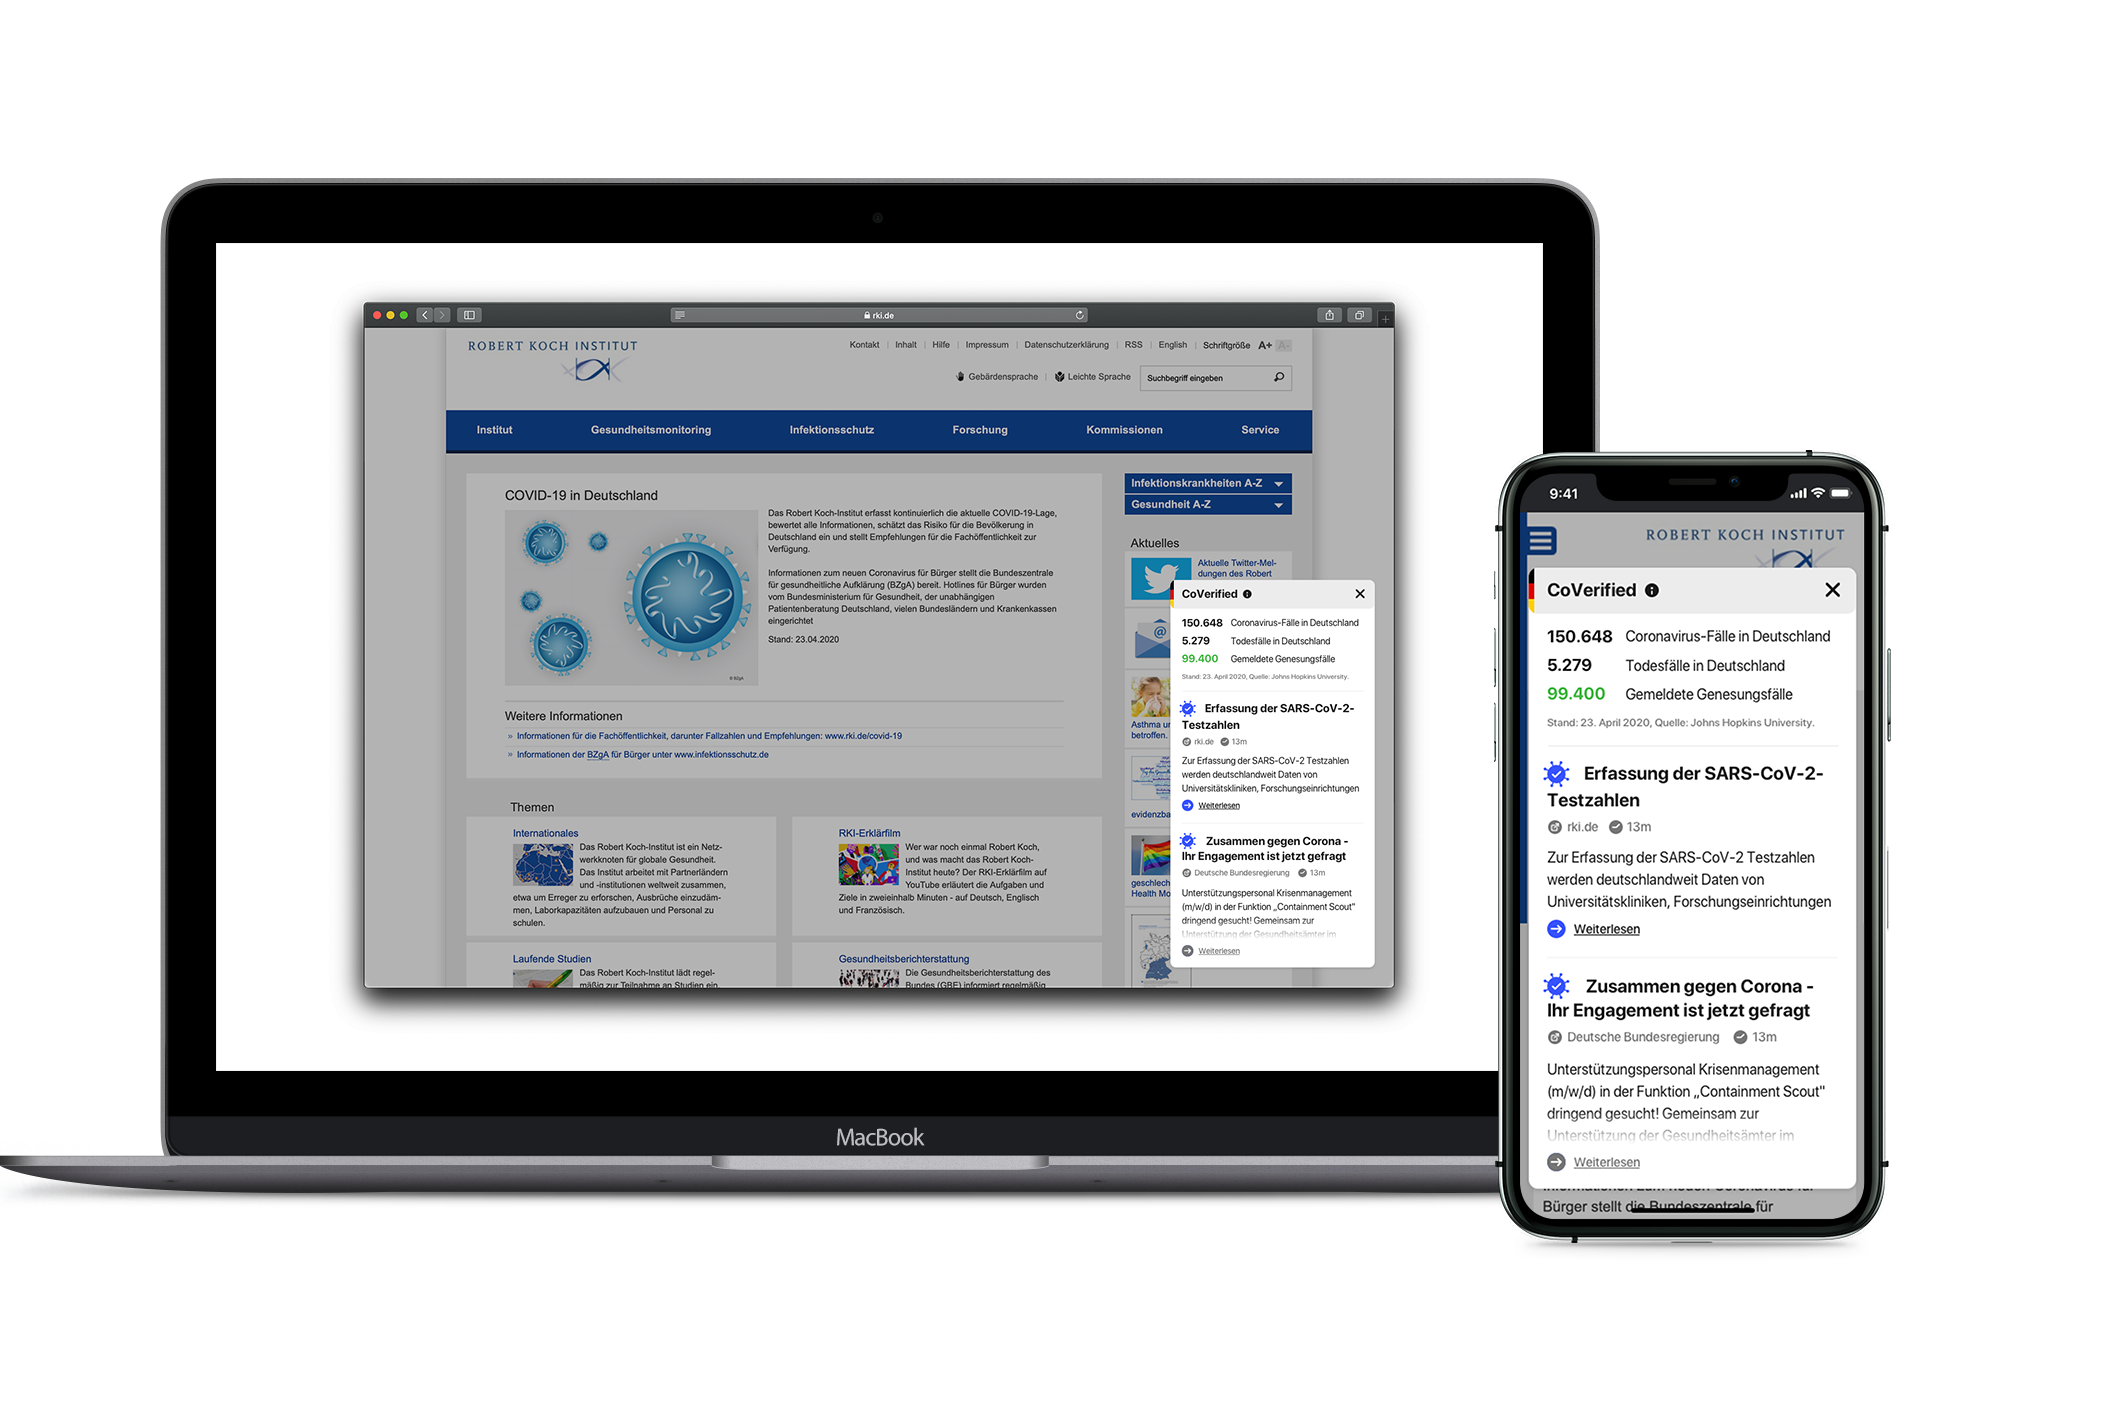 rki.de
ROBERT KOCH INSTITUT
Kontakt | Inhalt | Hilfe | Impressum | Datenschutzerklärung | RSS | English | Schriftgröße A+ A-
Gebärdensprache | Leichte Sprache
Suchbegriff eingeben
Institut Gesundheitsmonitoring Infektionsschutz Forschung Kommissionen Service
COVID-19 in Deutschland
Das Robert Koch-Institut erfasst kontinuierlich die aktuelle COVID-19-Lage,
bewertet alle Informationen, schätzt das Risiko für die Bevölkerung in
Deutschland ein und stellt Empfehlungen für die Fachöffentlichkeit zur
Verfügung.
Informationen zum neuen Coronavirus für Bürger stellt die Bundeszentrale
für gesundheitliche Aufklärung (BZgA) bereit. Hotlines für Bürger wurden
vom Bundesministerium für Gesundheit, der unabhängigen
Patientenberatung Deutschland, vielen Bundesländern und Krankenkassen
eingerichtet
Stand: 23.04.2020
© BZgA
Weitere Informationen
» Informationen für die Fachöffentlichkeit, darunter Fallzahlen und Empfehlungen: www.rki.de/covid-19
» Informationen der BZgA für Bürger unter www.infektionsschutz.de
Themen
Internationales
Das Robert Koch-Institut ist ein Netz-
werkknoten für globale Gesundheit.
Das Institut arbeitet mit Partnerländern
und -institutionen weltweit zusammen,
etwa um Erreger zu erforschen, Ausbrüche einzudäm-
men, Laborkapazitäten aufzubauen und Personal zu
schulen.
RKI-Erklärfilm
Wer war noch einmal Robert Koch,
und was macht das Robert Koch-
Institut heute? Der RKI-Erklärfilm auf
YouTube erläutert die Aufgaben und
Ziele in zweieinhalb Minuten - auf Deutsch, Englisch
und Französisch.
Laufende Studien
Das Robert Koch-Institut lädt regel-
mäßig zur Teilnahme an Studien ein.
Gesundheitsberichterstattung
Die Gesundheitsberichterstattung des
Bundes (GBE) informiert regelmäßig
Infektionskrankheiten A-Z
Gesundheit A-Z
Aktuelles
Aktuelle Twitter-Mel-
dungen des Robert
Asthma
betroffen.
evidenzba
geschlech
Health Mo
CoVerified
150.648 Coronavirus-Fälle in Deutschland
5.279 Todesfälle in Deutschland
99.400 Gemeldete Genesungsfälle
Stand: 23. April 2020, Quelle: Johns Hopkins University.
Erfassung der SARS-CoV-2-
Testzahlen
rki.de 13m
Zur Erfassung der SARS-CoV-2 Testzahlen
werden deutschlandweit Daten von
Universitätskliniken, Forschungseinrichtungen
Weiterlesen
Zusammen gegen Corona -
Ihr Engagement ist jetzt gefragt
Deutsche Bundesregierung 13m
Unterstützungspersonal Krisenmanagement
(m/w/d) in der Funktion „Containment Scout"
dringend gesucht! Gemeinsam zur
Unterstützung der Gesundheitsämter im
Weiterlesen
MacBook
9:41
ROBERT KOCH INSTITUT
CoVerified
150.648 Coronavirus-Fälle in Deutschland
5.279 Todesfälle in Deutschland
99.400 Gemeldete Genesungsfälle
Stand: 23. April 2020, Quelle: Johns Hopkins University.
Erfassung der SARS-CoV-2-
Testzahlen
rki.de 13m
Zur Erfassung der SARS-CoV-2 Testzahlen
werden deutschlandweit Daten von
Universitätskliniken, Forschungseinrichtungen
Weiterlesen
Zusammen gegen Corona -
Ihr Engagement ist jetzt gefragt
Deutsche Bundesregierung 13m
Unterstützungspersonal Krisenmanagement
(m/w/d) in der Funktion „Containment Scout"
dringend gesucht! Gemeinsam zur
Unterstützung der Gesundheitsämter im
Weiterlesen
Informationen zum neuen Coronavirus für
Bürger stellt die Bundeszentrale für